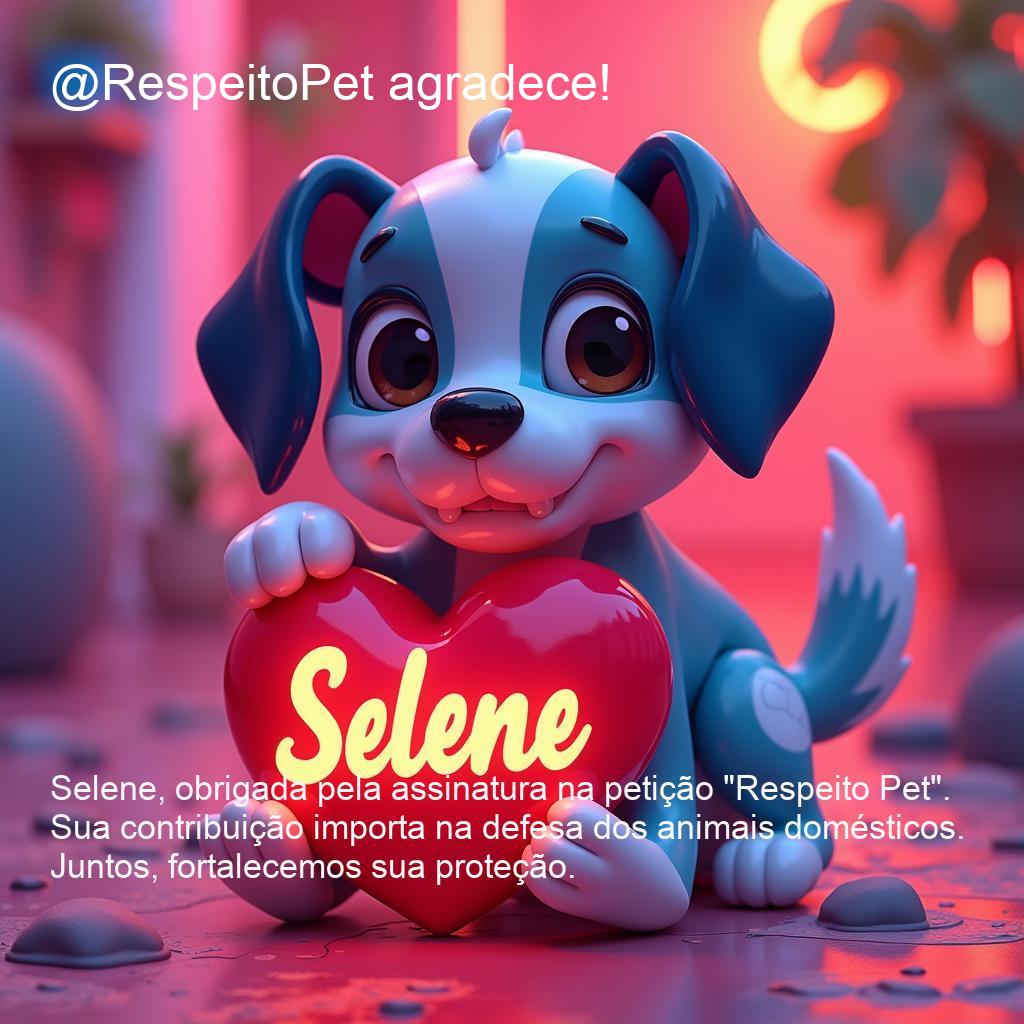 @RespeitoPet agradece!
Selene
Selene, obrigada pela assinatura na petição "Respeito Pet".
Sua contribuição importa na defesa dos animais domésticos.
Juntos, fortalecemos sua proteção.